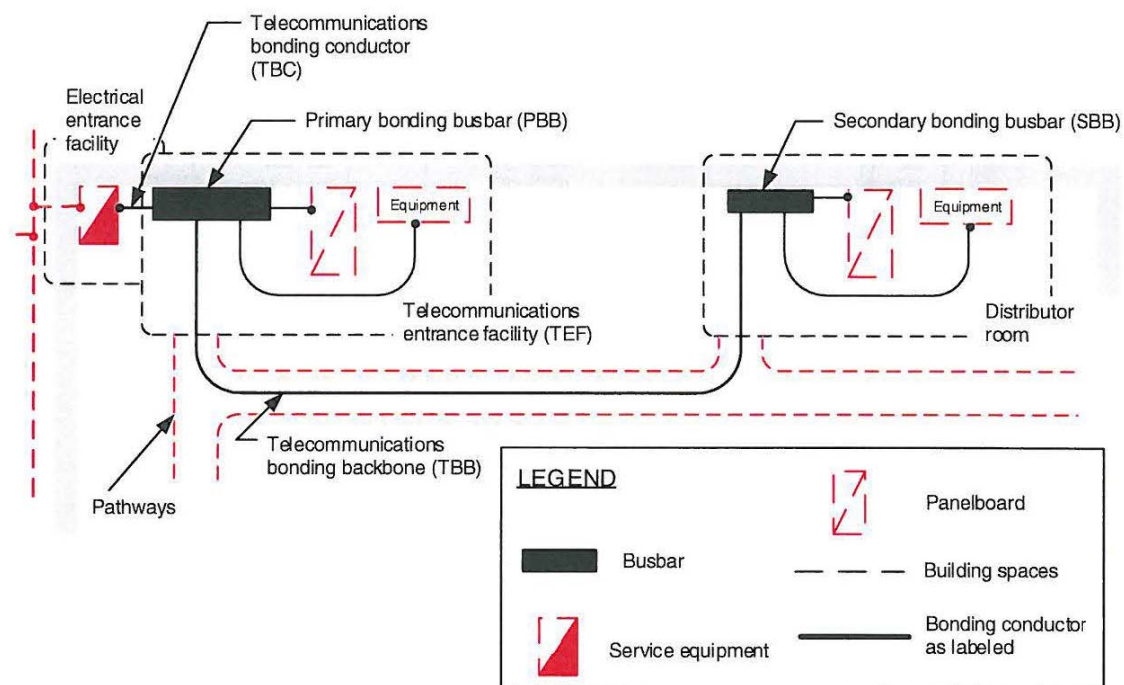 Telecommunications
bonding conductor
(TBC)
Electrical
entrance
facility
Primary bonding busbar (PBB)
Secondary bonding busbar (SBB)
Equipment
Equipment
Telecommunications
entrance facility (TEF)
Distributor
room
Telecommunications
bonding backbone (TBB)
Pathways
LEGEND
Panelboard
Busbar
Building spaces
Service equipment
Bonding conductor
as labeled